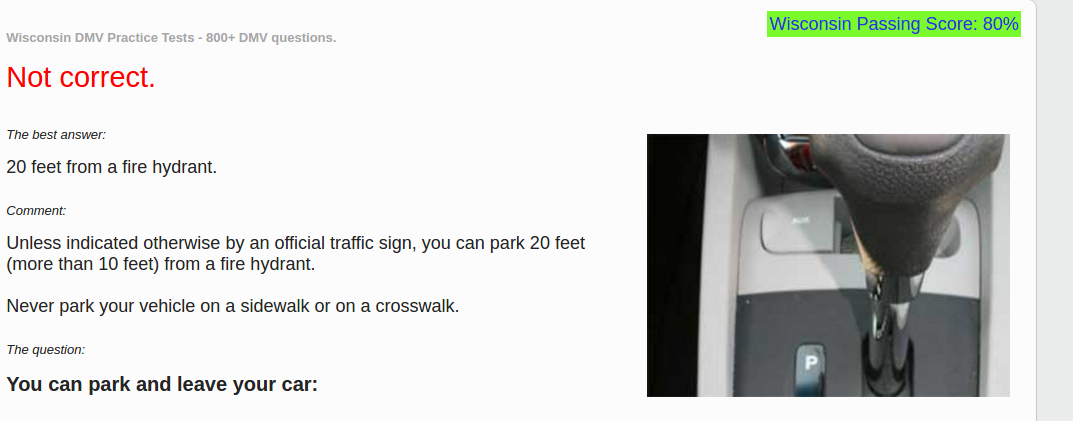 Wisconsin Passing Score: 80%
Wisconsin DMV Practice Tests - 800+ DMV questions.
Not correct.
The best answer:
20 feet from a fire hydrant.
Comment:
Unless indicated otherwise by an official traffic sign, you can park 20 feet
(more than 10 feet) from a fire hydrant.
Never park your vehicle on a sidewalk or on a crosswalk.
The question:
You can park and leave your car:
AUX
P